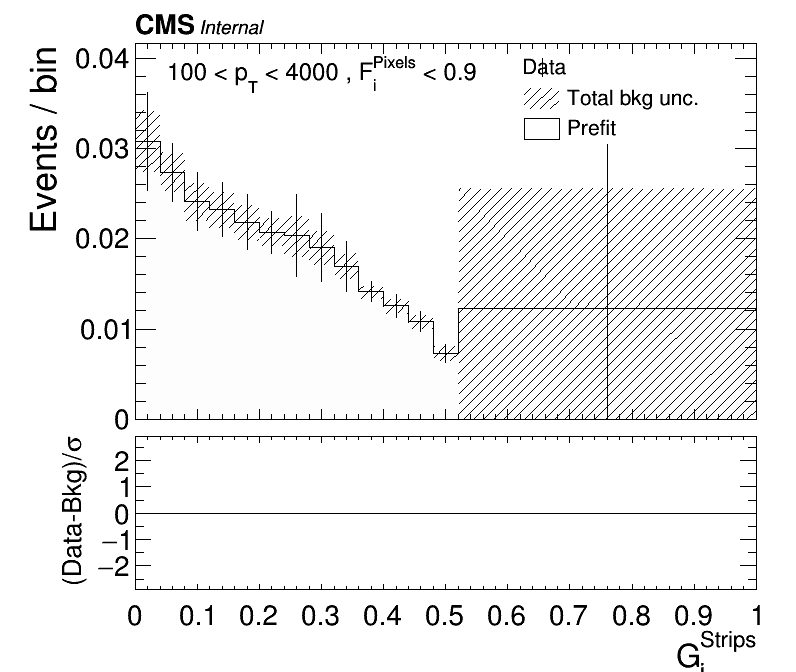 CMS Internal
Events / bin
0.04
0.03
0.02
0.01
0
100 < p_T < 4000 , F_i^Pixels < 0.9
Data
Total bkg unc.
Prefit
(Data-Bkg)/σ
2
1
0
−1
−2
0 0.1 0.2 0.3 0.4 0.5 0.6 0.7 0.8 0.9 1
G_i^Strips